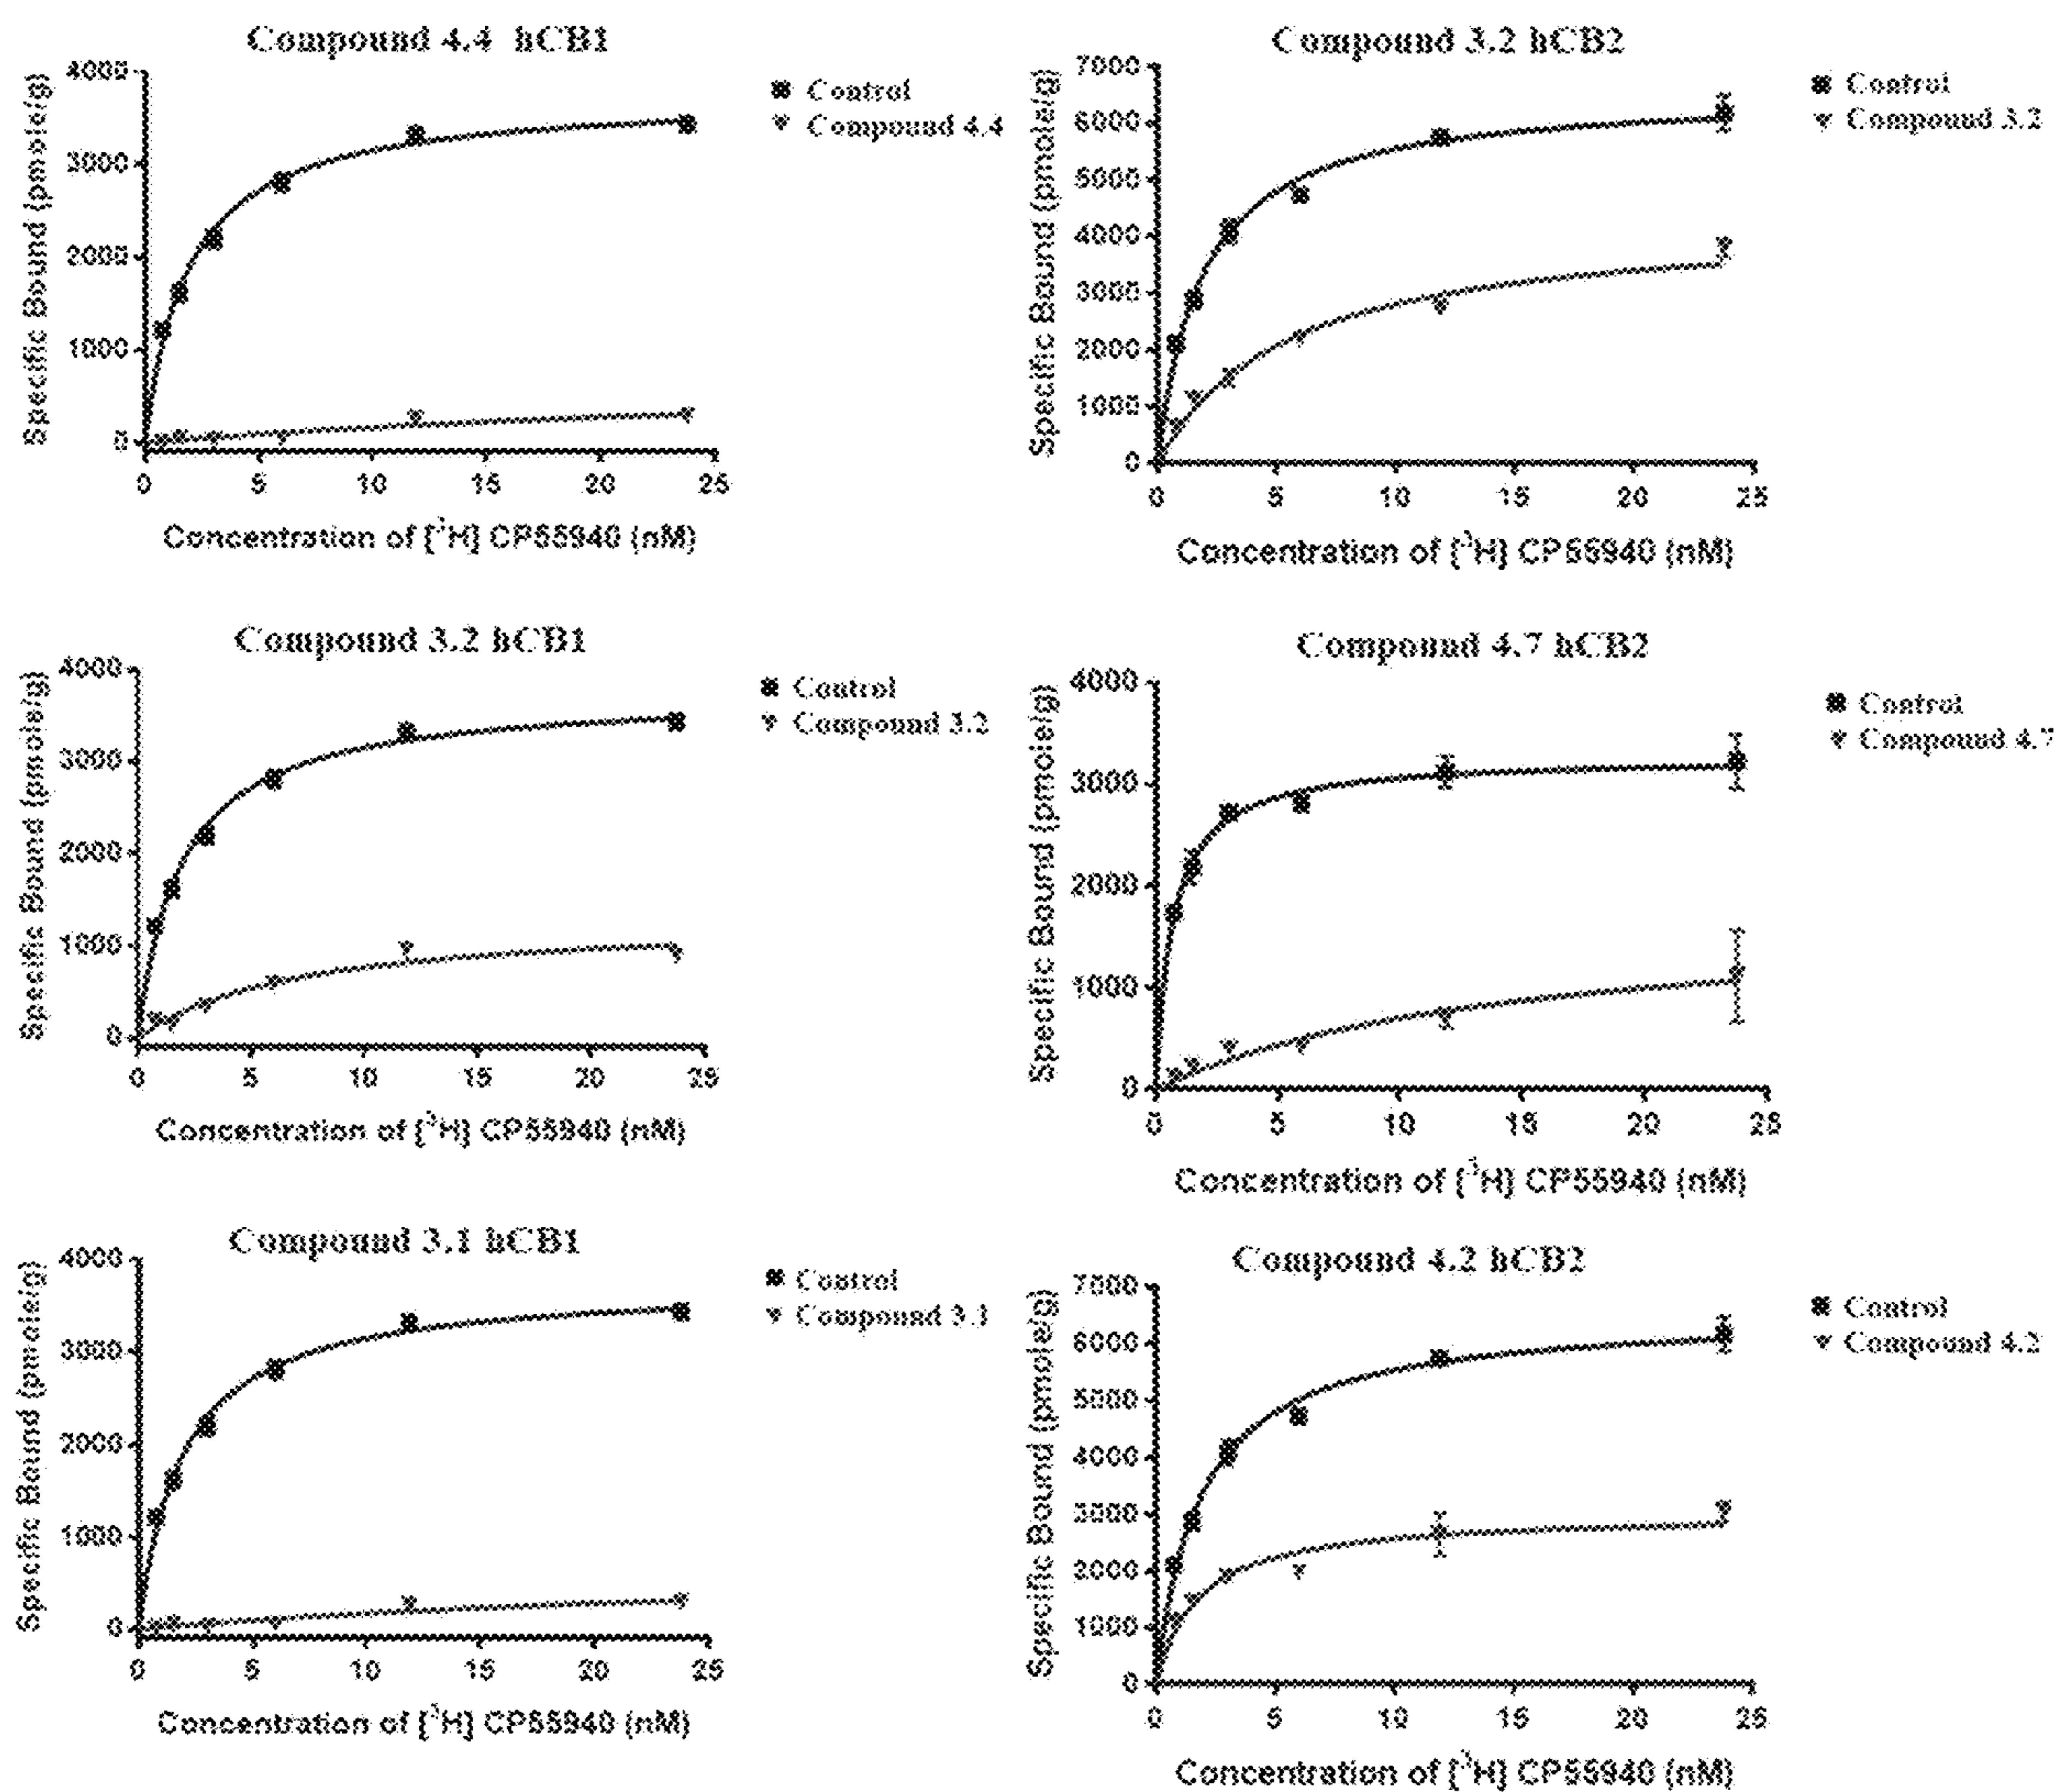 Compound 4.4 hCB1
Control
Compound 4.4
Specific Bound (pmole/g)
4000
3000
2000
1000
0
0 5 10 15 20 25
Concentration of [3H] CP55940 (nM)
Compound 3.2 hCB2
Control
Compound 3.2
Specific Bound (pmole/g)
7000
6000
5000
4000
3000
2000
1000
0
0 5 10 15 20 25
Concentration of [3H] CP55940 (nM)
Compound 3.2 hCB1
Control
Compound 3.2
Specific Bound (pmole/g)
4000
3000
2000
1000
0
0 5 10 15 20 25
Concentration of [3H] CP55940 (nM)
Compound 4.7 hCB2
Control
Compound 4.7
Specific Bound (pmole/g)
4000
3000
2000
1000
0
0 5 10 15 20 25
Concentration of [3H] CP55940 (nM)
Compound 3.1 hCB1
Control
Compound 3.1
Specific Bound (pmole/g)
4000
3000
2000
1000
0
0 5 10 15 20 25
Concentration of [3H] CP55940 (nM)
Compound 4.2 hCB2
Control
Compound 4.2
Specific Bound (pmole/g)
7000
6000
5000
4000
3000
2000
1000
0
0 5 10 15 20 25
Concentration of [3H] CP55940 (nM)